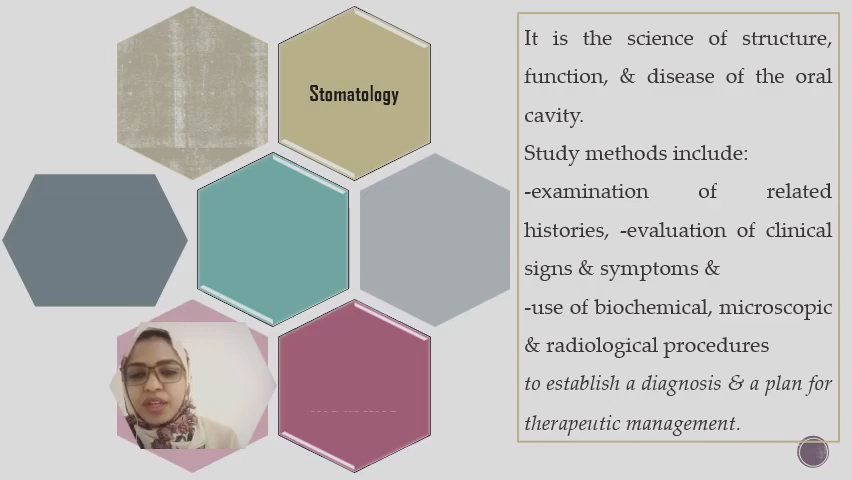 Stomatology
It is the science of structure,
function, & disease of the oral
cavity.
Study methods include:
-examination of related
histories, -evaluation of clinical
signs & symptoms &
-use of biochemical, microscopic
& radiological procedures
to establish a diagnosis & a plan for
therapeutic management.